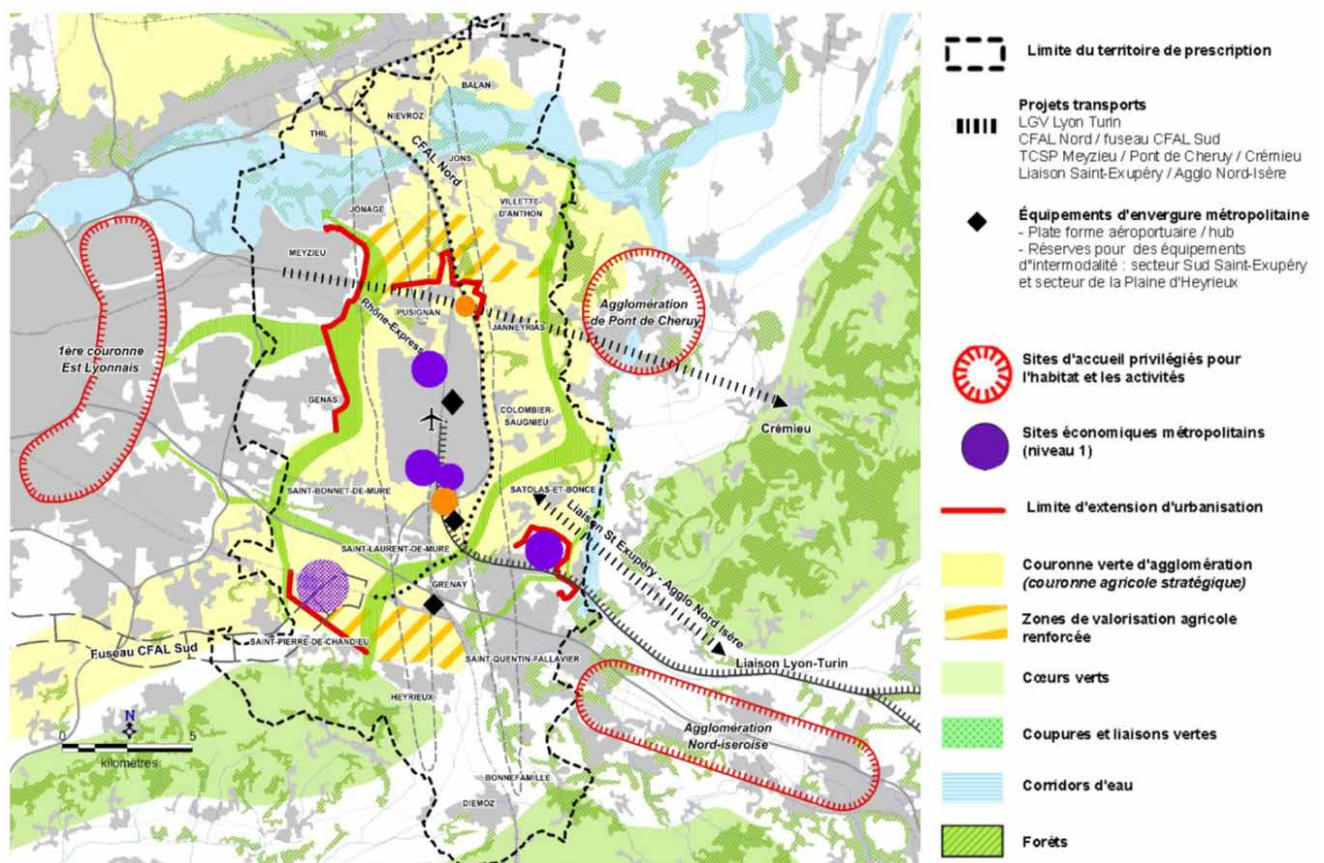 BALAN
NIEVROZ
THIL
CFAL Nord
JONS
VILLETTE-
D'ANTHON
JONAGE
MEYZIEU
Rhône-Express
PUSIGNAN
JANNEYRIAS
Agglomération
de Pont de Cheruy
1ère couronne
Est Lyonnais
GENAS
COLOMBIER-
SAUGNIEU
Crémieu
SAINT-BONNET-DE-MURE
SATOLAS-ET-BONCE
Liaison St Exupéry - Agglo Nord Isère
SAINT-LAURENT-DE-MURE
GRENAY
SAINT-PIERRE-DE-CHANDIEU
Fuseau CFAL Sud
SAINT-QUENTIN-FALLAVIER
Liaison Lyon-Turin
HEYRIEUX
N
0 5
kilomètres
Agglomération
Nord-iseroise
BONNEFAMILLE
DIEMOZ
Limite du territoire de prescription
Projets transports
LGV Lyon Turin
CFAL Nord / fuseau CFAL Sud
TCSP Meyzieu / Pont de Cheruy / Crémieu
Liaison Saint-Exupéry / Agglo Nord-Isère
Équipements d'envergure métropolitaine
- Plate forme aéroportuaire / hub
- Réserves pour des équipements
d"intermodalité : secteur Sud Saint-Exupéry
et secteur de la Plaine d'Heyrieux
Sites d'accueil privilégiés pour
l'habitat et les activités
Sites économiques métropolitains
(niveau 1)
Limite d'extension d'urbanisation
Couronne verte d'agglomération
(couronne agricole stratégique)
Zones de valorisation agricole
renforcée
Cœurs verts
Coupures et liaisons vertes
Corridors d'eau
Forêts